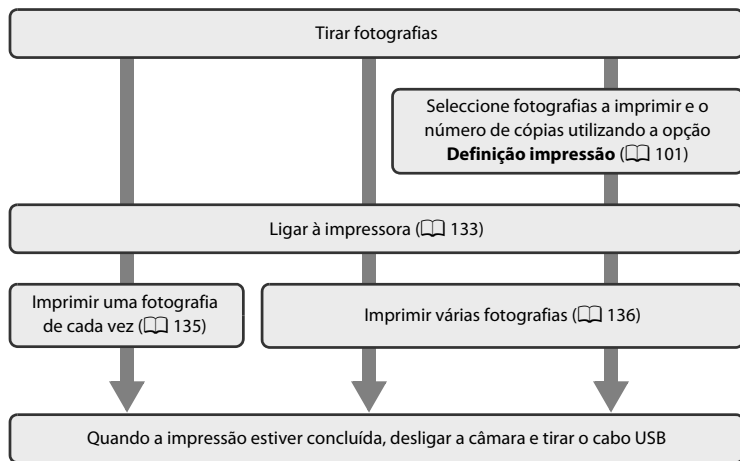 Tirar fotografias
Seleccione fotografias a imprimir e o
número de cópias utilizando a opção
Definição impressão (📖 101)
Ligar à impressora (📖 133)
Imprimir uma fotografia
de cada vez (📖 135)
Imprimir várias fotografias (📖 136)
Quando a impressão estiver concluída, desligar a câmara e tirar o cabo USB